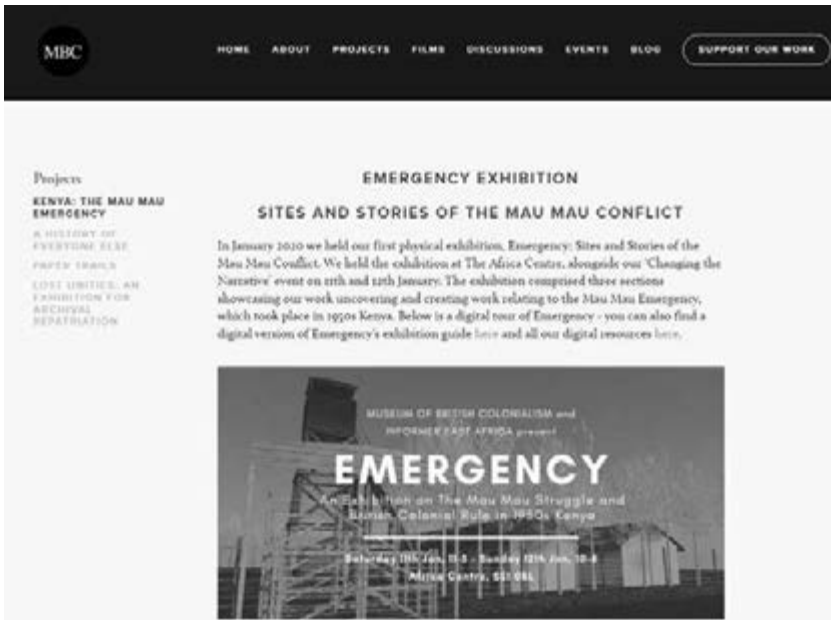 MBC
HOME ABOUT PROJECTS FILMS DISCUSSIONS EVENTS BLOG SUPPORT OUR WORK
Projects
KENYA: THE MAU MAU
EMERGENCY
A HISTORY OF
EVERYONE ELSE
PAPER TRAILS
LOST UNITIES: AN
EXHIBITION FOR
ARCHIVAL
REPATRIATION
EMERGENCY EXHIBITION
SITES AND STORIES OF THE MAU MAU CONFLICT
In January 2020 we held our first physical exhibition, Emergency: Sites and Stories of the
Mau Mau Conflict. We held the exhibition at The Africa Centre, alongside our 'Changing the
Narrative' event on 11th and 12th January. The exhibition comprised three sections
showcasing our work uncovering and creating work relating to the Mau Mau Emergency,
which took place in 1950s Kenya. Below is a digital tour of Emergency - you can also find a
digital version of Emergency's exhibition guide here and all our digital resources here.
MUSEUM OF BRITISH COLONIALISM and
INFORMER EAST AFRICA present
EMERGENCY
An Exhibition on The Mau Mau Struggle and
British Colonial Rule in 1950s Kenya
Saturday 11th Jan, 11-8 - Sunday 12th Jan, 10-6
Africa Centre, SE1